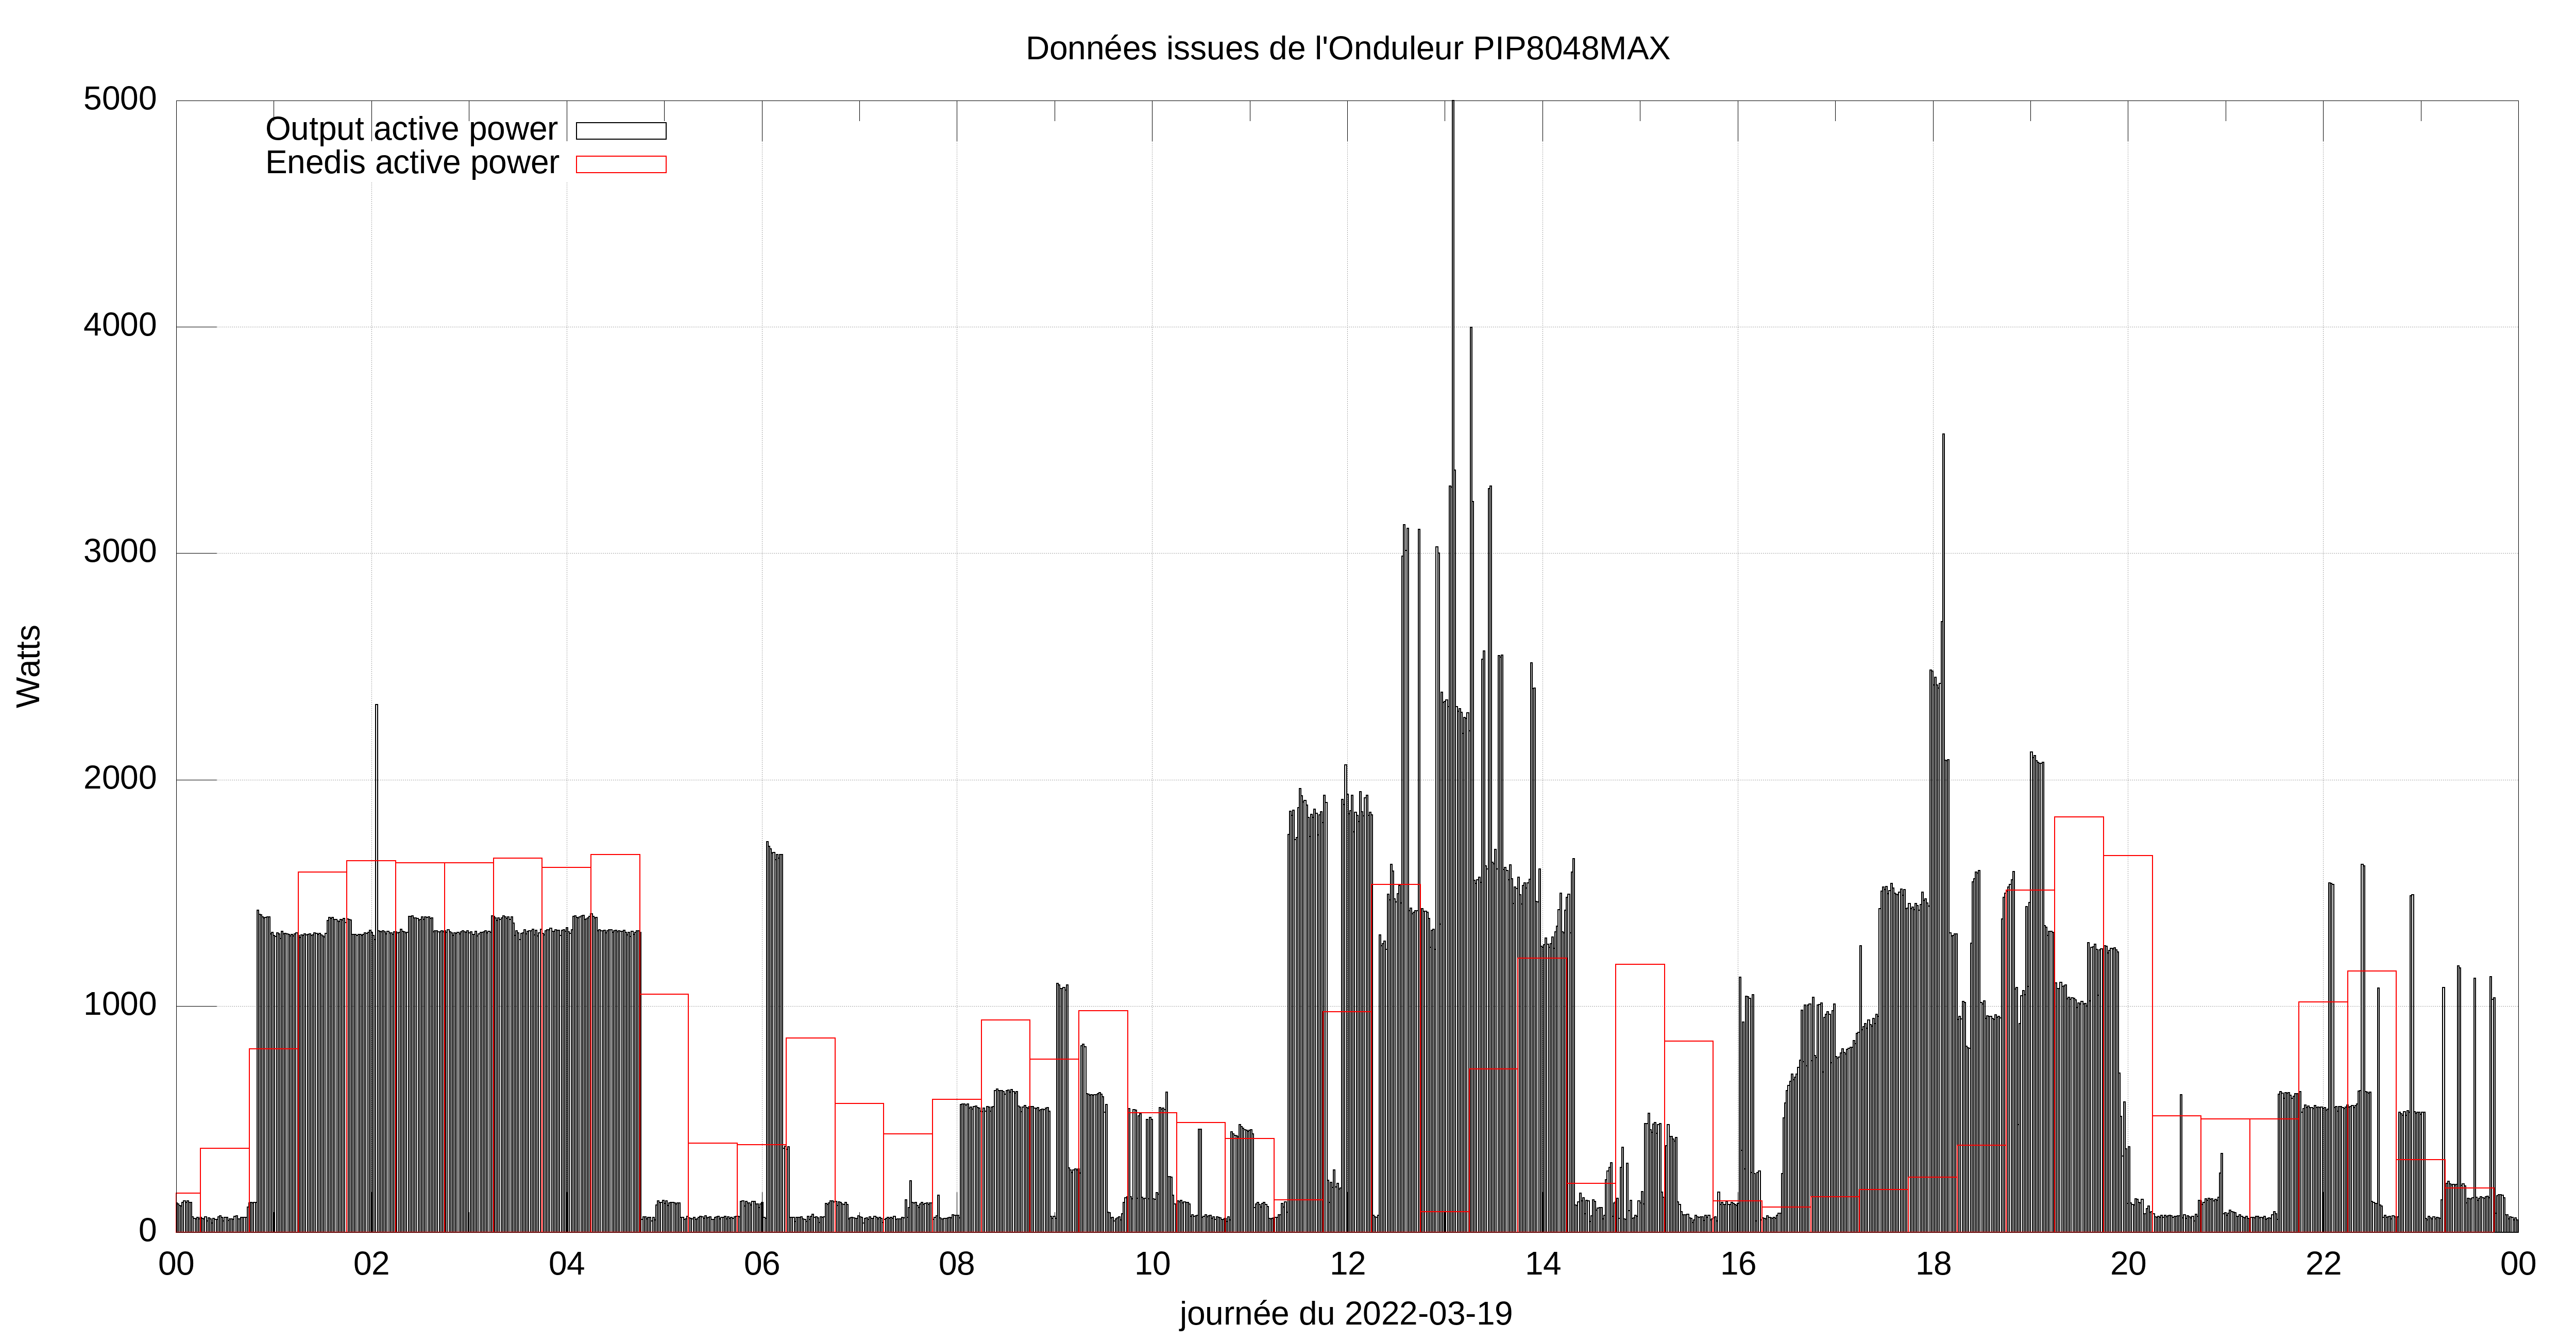 Données issues de l'Onduleur PIP8048MAX
Output active power
Enedis active power
5000
4000
3000
2000
1000
0
Watts
00 02 04 06 08 10 12 14 16 18 20 22 00
journée du 2022-03-19